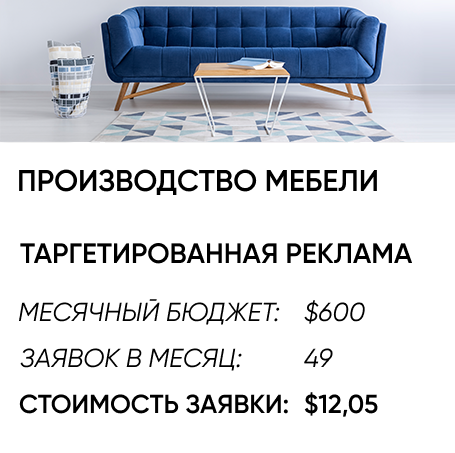 ПРОИЗВОДСТВО МЕБЕЛИ
ТАРГЕТИРОВАННАЯ РЕКЛАМА
МЕСЯЧНЫЙ БЮДЖЕТ: $600
ЗАЯВОК В МЕСЯЦ: 49
СТОИМОСТЬ ЗАЯВКИ: $12,05